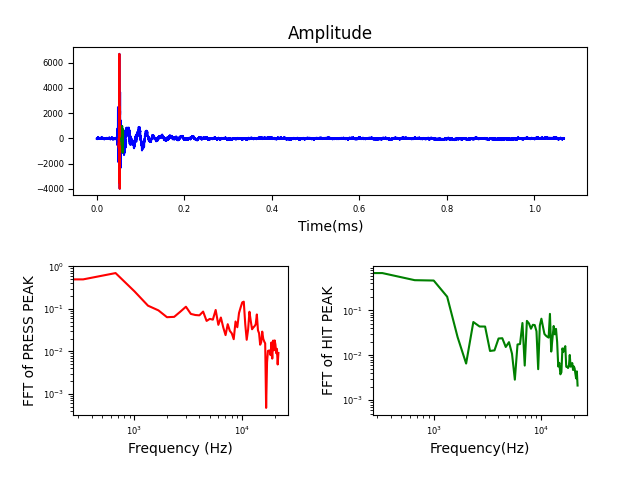 Amplitude
6000
4000
2000
0
−2000
−4000
0.0 0.2 0.4 0.6 0.8 1.0
Time(ms)
FFT of PRESS PEAK
10⁰
10⁻¹
10⁻²
10⁻³
10³ 10⁴
Frequency (Hz)
FFT of HIT PEAK
10⁻¹
10⁻²
10⁻³
10³ 10⁴
Frequency(Hz)